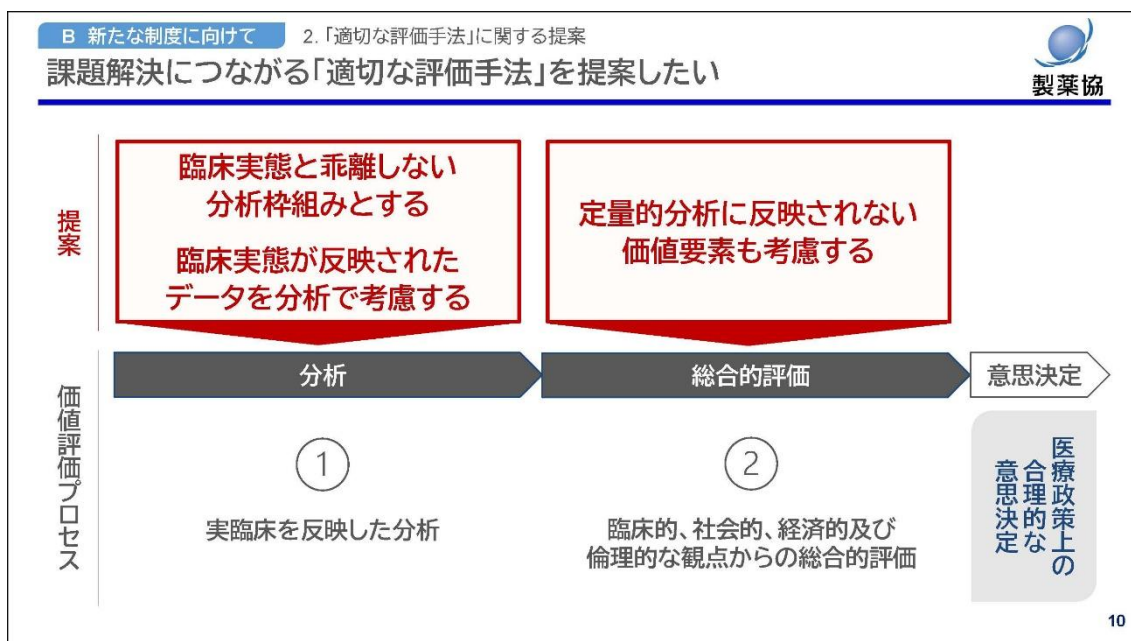 B 新たな制度に向けて
2.「適切な評価手法」に関する提案
課題解決につながる「適切な評価手法」を提案したい
製薬協
提案
臨床実態と乖離しない
分析枠組みとする
臨床実態が反映された
データを分析で考慮する
定量的分析に反映されない
価値要素も考慮する
価値評価プロセス
分析
総合的評価
意思決定
1
実臨床を反映した分析
2
臨床的、社会的、経済的及び
倫理的な観点からの総合的評価
医療政策上の
合理的な
意思決定
10